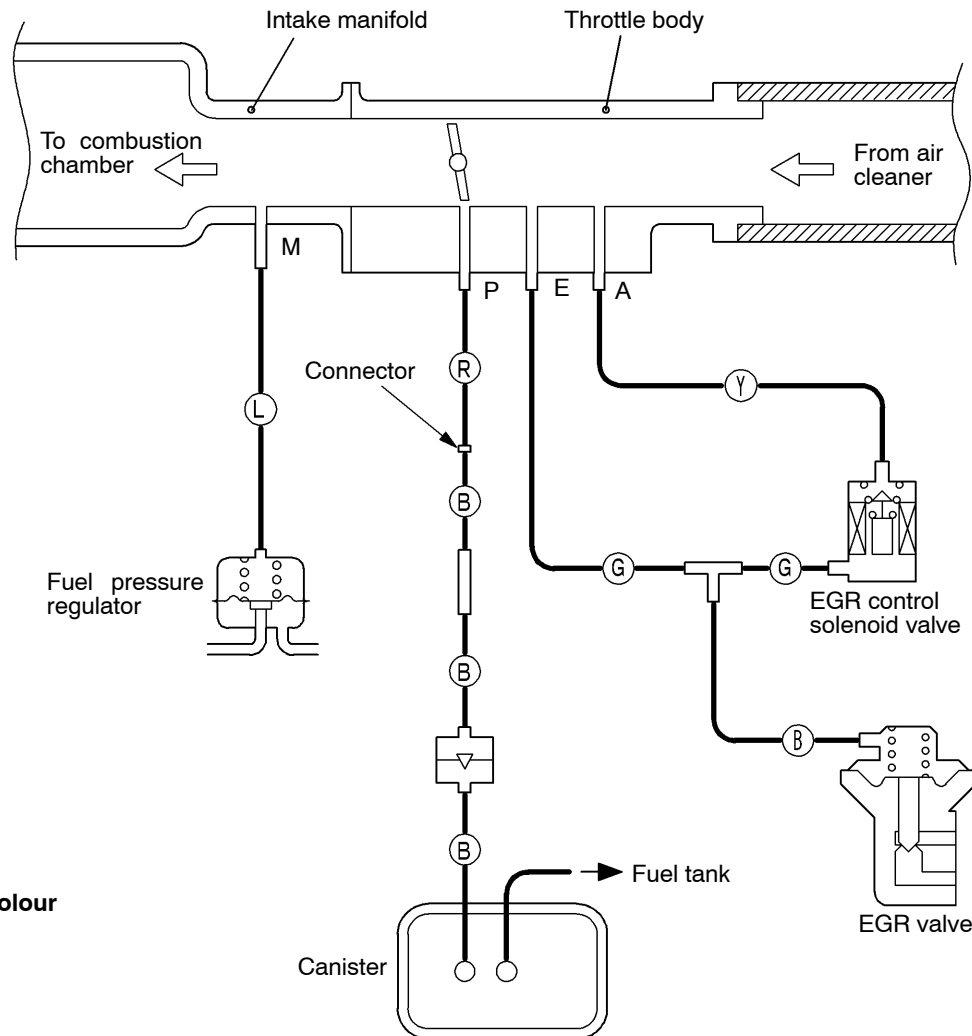 Intake manifold
Throttle body
To combustion
chamber
From air
cleaner
M
P
E
A
Connector
R
Y
L
B
Fuel pressure
regulator
G
G
EGR control
solenoid valve
B
B
B
Fuel tank
olour
EGR valve
Canister